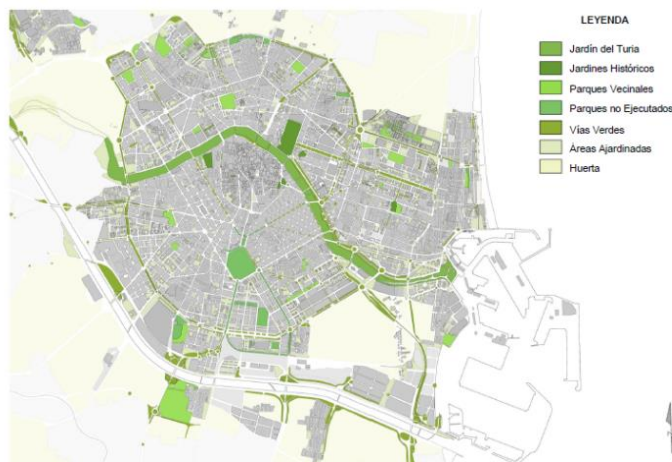 LEYENDA
Jardín del Turia
Jardines Históricos
Parques Vecinales
Parques no Ejecutados
Vías Verdes
Áreas Ajardinadas
Huerta